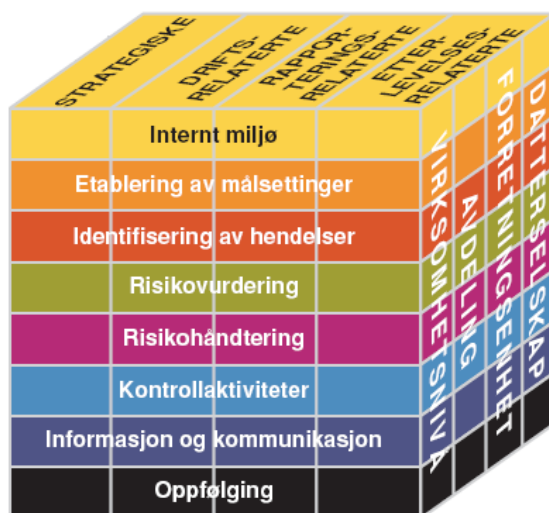 STRATEGISKE
DRIFTS-
RELATERTE
RAPPOR-
TERINGS-
RELATERTE
ETTER-
LEVELSES-
RELATERTE
Internt miljø
Etablering av målsettinger
Identifisering av hendelser
Risikovurdering
Risikohåndtering
Kontrollaktiviteter
Informasjon og kommunikasjon
Oppfølging
VIRKSOMHETSNIVÅ
AVDELING
FORRETNINGSENHET
DATTERSELSKAP